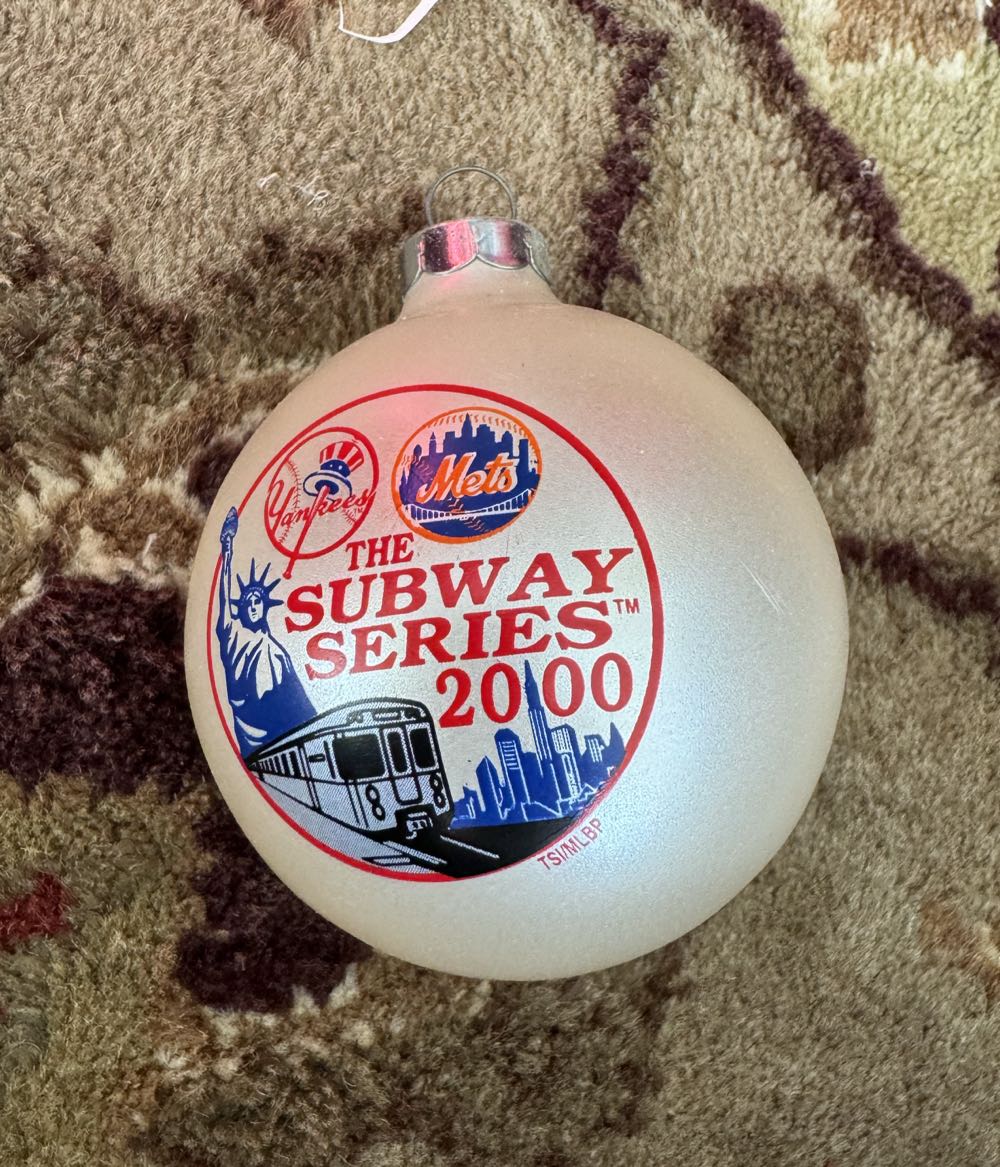 Yankees
Mets
THE
SUBWAY
SERIES™
2000
TSI/MLBP